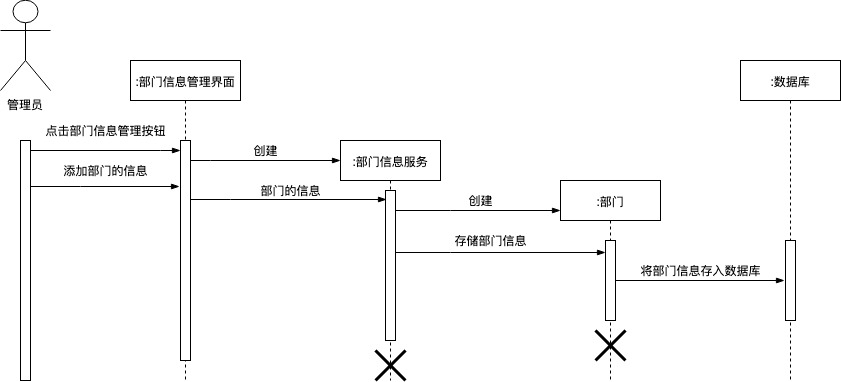 :部门信息管理界面
:数据库
管理员
点击部门信息管理按钮
创建
:部门信息服务
添加部门的信息
部门的信息
创建
:部门
存储部门信息
将部门信息存入数据库